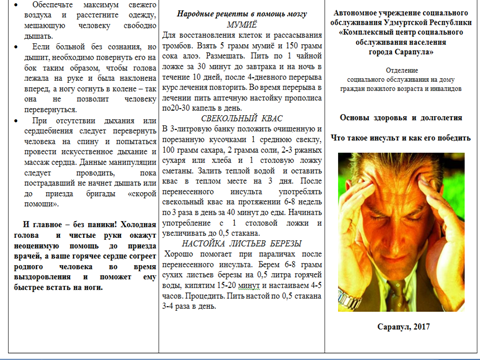 • Обеспечьте максимум свежего
воздуха и расстегните одежду,
мешающую человеку свободно
дышать.
• Если больной без сознания, но
дышит, необходимо повернуть его на
бок таким образом, чтобы голова
лежала на руке и была наклонена
вперед, а ногу согнуть в колене – так
она не позволит человеку
перевернуться.
• При отсутствии дыхания или
сердцебиения следует перевернуть
человека на спину и попытаться
провести искусственное дыхание и
массаж сердца. Данные манипуляции
следует проводить, пока
пострадавший не начнет дышать или
до приезда бригады «скорой
помощи».
И главное – без паники! Холодная
голова и чистые руки окажут
неоценимую помощь до приезда
врачей, а ваше горячее сердце согреет
родного человека во время
выздоровления и поможет ему
быстрее встать на ноги.
Народные рецепты в помощь мозгу
МУМИЁ
Для восстановления клеток и рассасывания
тромбов. Взять 5 грамм мумиё и 150 грамм
сока алоэ. Размешать. Пить по 1 чайной
ложке за 30 минут до завтрака и на ночь в
течение 10 дней, после 4-дневного перерыва
курс лечения повторить. Во время перерыва в
лечении пить аптечную настойку прополиса
по20-30 капель в день.
СВЕКОЛЬНЫЙ КВАС
В 3-литровую банку положить очищенную и
порезанную кусочками 1 среднюю свеклу,
100 грамм сахара, 2 грамма соли, 2-3 ржаных
сухаря или хлеба и 1 столовую ложку
сметаны. Залить теплой водой и оставить
квас в теплом месте на 3 дня. После
перенесенного инсульта употреблять
свекольный квас на протяжении 6-8 недель
по 3 раза в день за 40 минут до еды. Начинать
употребление с 1 столовой ложки и
увеличивать до 0,5 стакана.
НАСТОЙКА ЛИСТЬЕВ БЕРЕЗЫ
Хорошо помогает при параличах после
перенесенного инсульта. Берем 6-8 грамм
сухих листьев березы на 0,5 литра горячей
воды, кипятим 15-20 минут и настаиваем 4-5
часов. Процедить. Пить настой по 0,5 стакана
3-4 раза в день.
Автономное учреждение социального
обслуживания Удмуртской Республики
«Комплексный центр социального
обслуживания населения
города Сарапула»
Отделение
социального обслуживания на дому
граждан пожилого возраста и инвалидов
Основы здоровья и долголетия
Что такое инсульт и как его победить
Сарапул, 2017